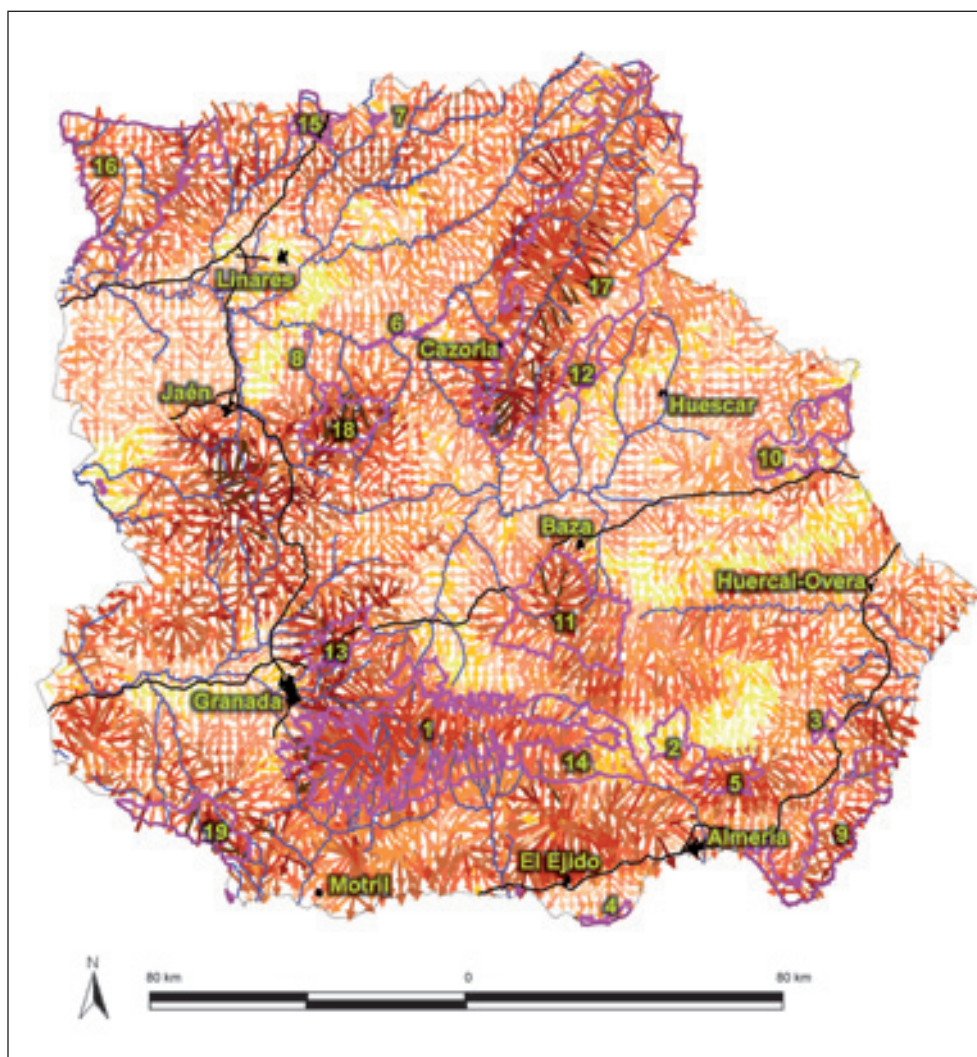 15
7
16
Linares
17
6
Cazorla
8
12
Jaén
Huescar
18
10
Baza
Huercal-Overa
11
13
Granada
1
3
2
14
5
Almería
9
19
El Ejido
Motril
4
N
80 km 0 80 km